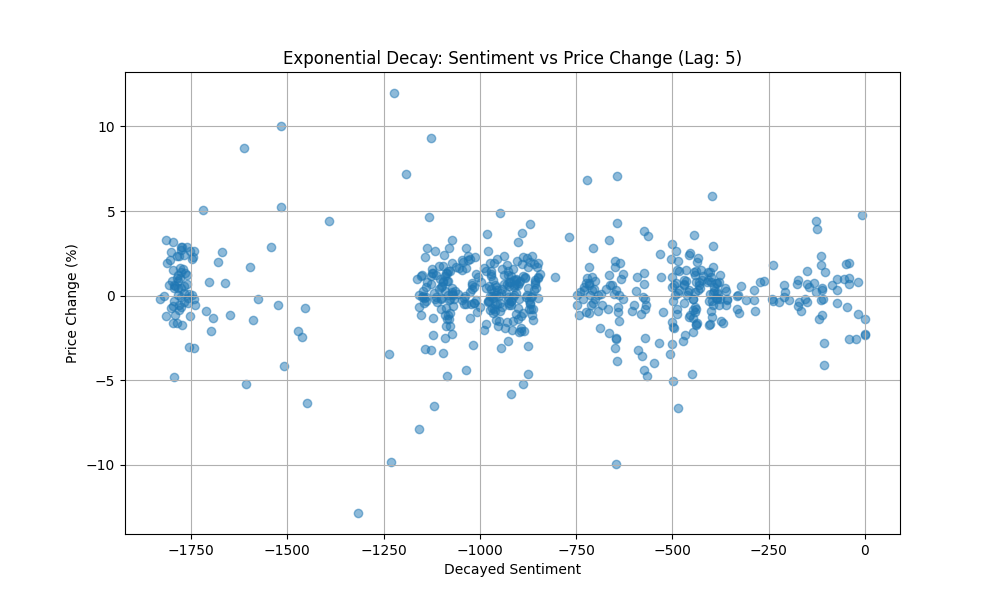 Exponential Decay: Sentiment vs Price Change (Lag: 5)
Price Change (%)
10
5
0
−5
−10
−1750 −1500 −1250 −1000 −750 −500 −250 0
Decayed Sentiment